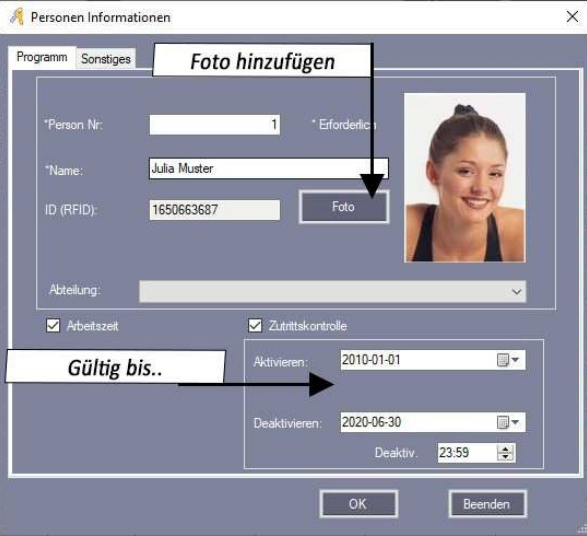 Personen Informationen
Programm Sonstiges
Foto hinzufügen
*Person Nr: 1 * Erforderlich
*Name: Julia Muster
ID (RFID): 1650663687 Foto
Abteilung:
Arbeitszeit Zutrittskontrolle
Gültig bis..
Aktivieren: 2010-01-01
Deaktivieren: 2020-06-30
Deaktiv. 23:59
OK Beenden